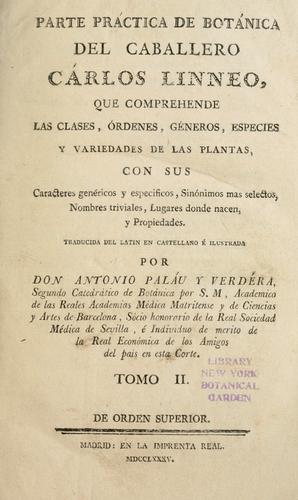 PARTE PRÁCTICA DE BOTÁNICA
DEL CABALLERO
CÁRLOS LINNEO,
QUE COMPREHENDE
LAS CLASES, ÓRDENES, GÉNEROS, ESPECIES
Y VARIEDADES DE LAS PLANTAS,
CON SUS
Caracteres genéricos y especificos, Sinónimos mas selectos,
Nombres triviales, Lugares donde nacen,
y Propiedades.
TRADUCIDA DEL LATIN EN CASTELLANO É ILUSTRADA
POR
DON ANTONIO PALÁU Y VERDÉRA,
Segundo Catedrático de Botánica por S. M, Academico
de las Reales Academias Médica Matritense y de Ciencias
y Artes de Barcelona, Sócio honorario de la Real Sociedad
Médica de Sevilla, é Individuo de merito de
la Real Económica de los Amigos
del pais en esta Corte.
TOMO II.
LIBRARY
NEW YORK
BOTANICAL
GARDEN
DE ORDEN SUPERIOR.
MADRID: EN LA IMPRENTA REAL.
MDCCLXXXV.